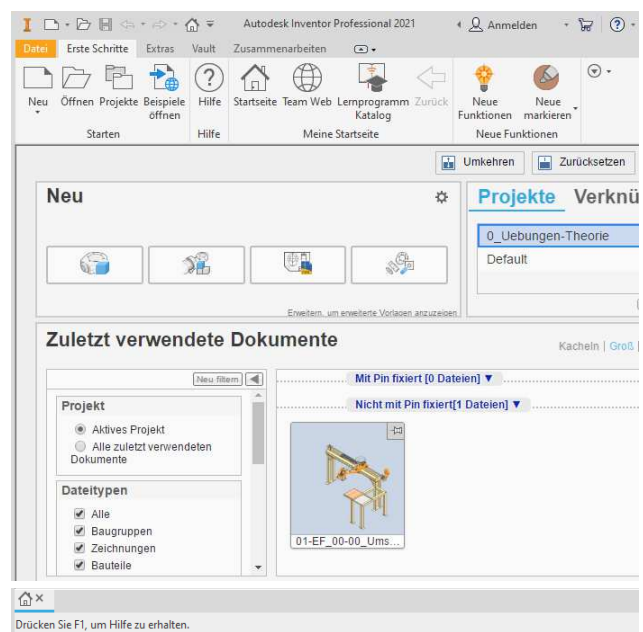 Autodesk Inventor Professional 2021
Anmelden
Datei Erste Schritte Extras Vault Zusammenarbeiten
Neu Öffnen Projekte Beispiele öffnen Hilfe Startseite Team Web Lernprogramm Katalog Zurück Neue Funktionen Neue markieren
Starten Hilfe Meine Startseite Neue Funktionen
Umkehren Zurücksetzen
Neu
Projekte Verknü
0_Uebungen-Theorie
Default
Erweitern, um erweiterte Vorlagen anzuzeigen
Zuletzt verwendete Dokumente
Kacheln | Groß |
Neu filtern
Mit Pin fixiert [0 Dateien] ▼
Nicht mit Pin fixiert[1 Dateien] ▼
Projekt
Aktives Projekt
Alle zuletzt verwendeten
Dokumente
Dateitypen
Alle
Baugruppen
Zeichnungen
Bauteile
01-EF_00-00_Ums...
Drücken Sie F1, um Hilfe zu erhalten.